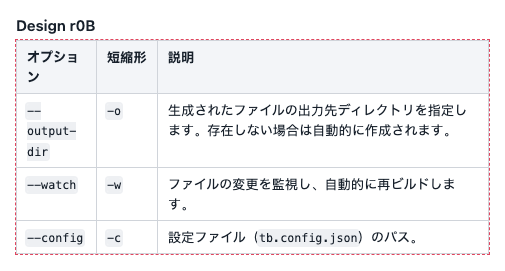 Design r0B
オプショ
ン
短縮形
説明
--
output-
dir
-o
生成されたファイルの出力先ディレクトリを指定し
ます。存在しない場合は自動的に作成されます。
--watch
-w
ファイルの変更を監視し、自動的に再ビルドしま
す。
--config
-c
設定ファイル（tb.config.json）のパス。